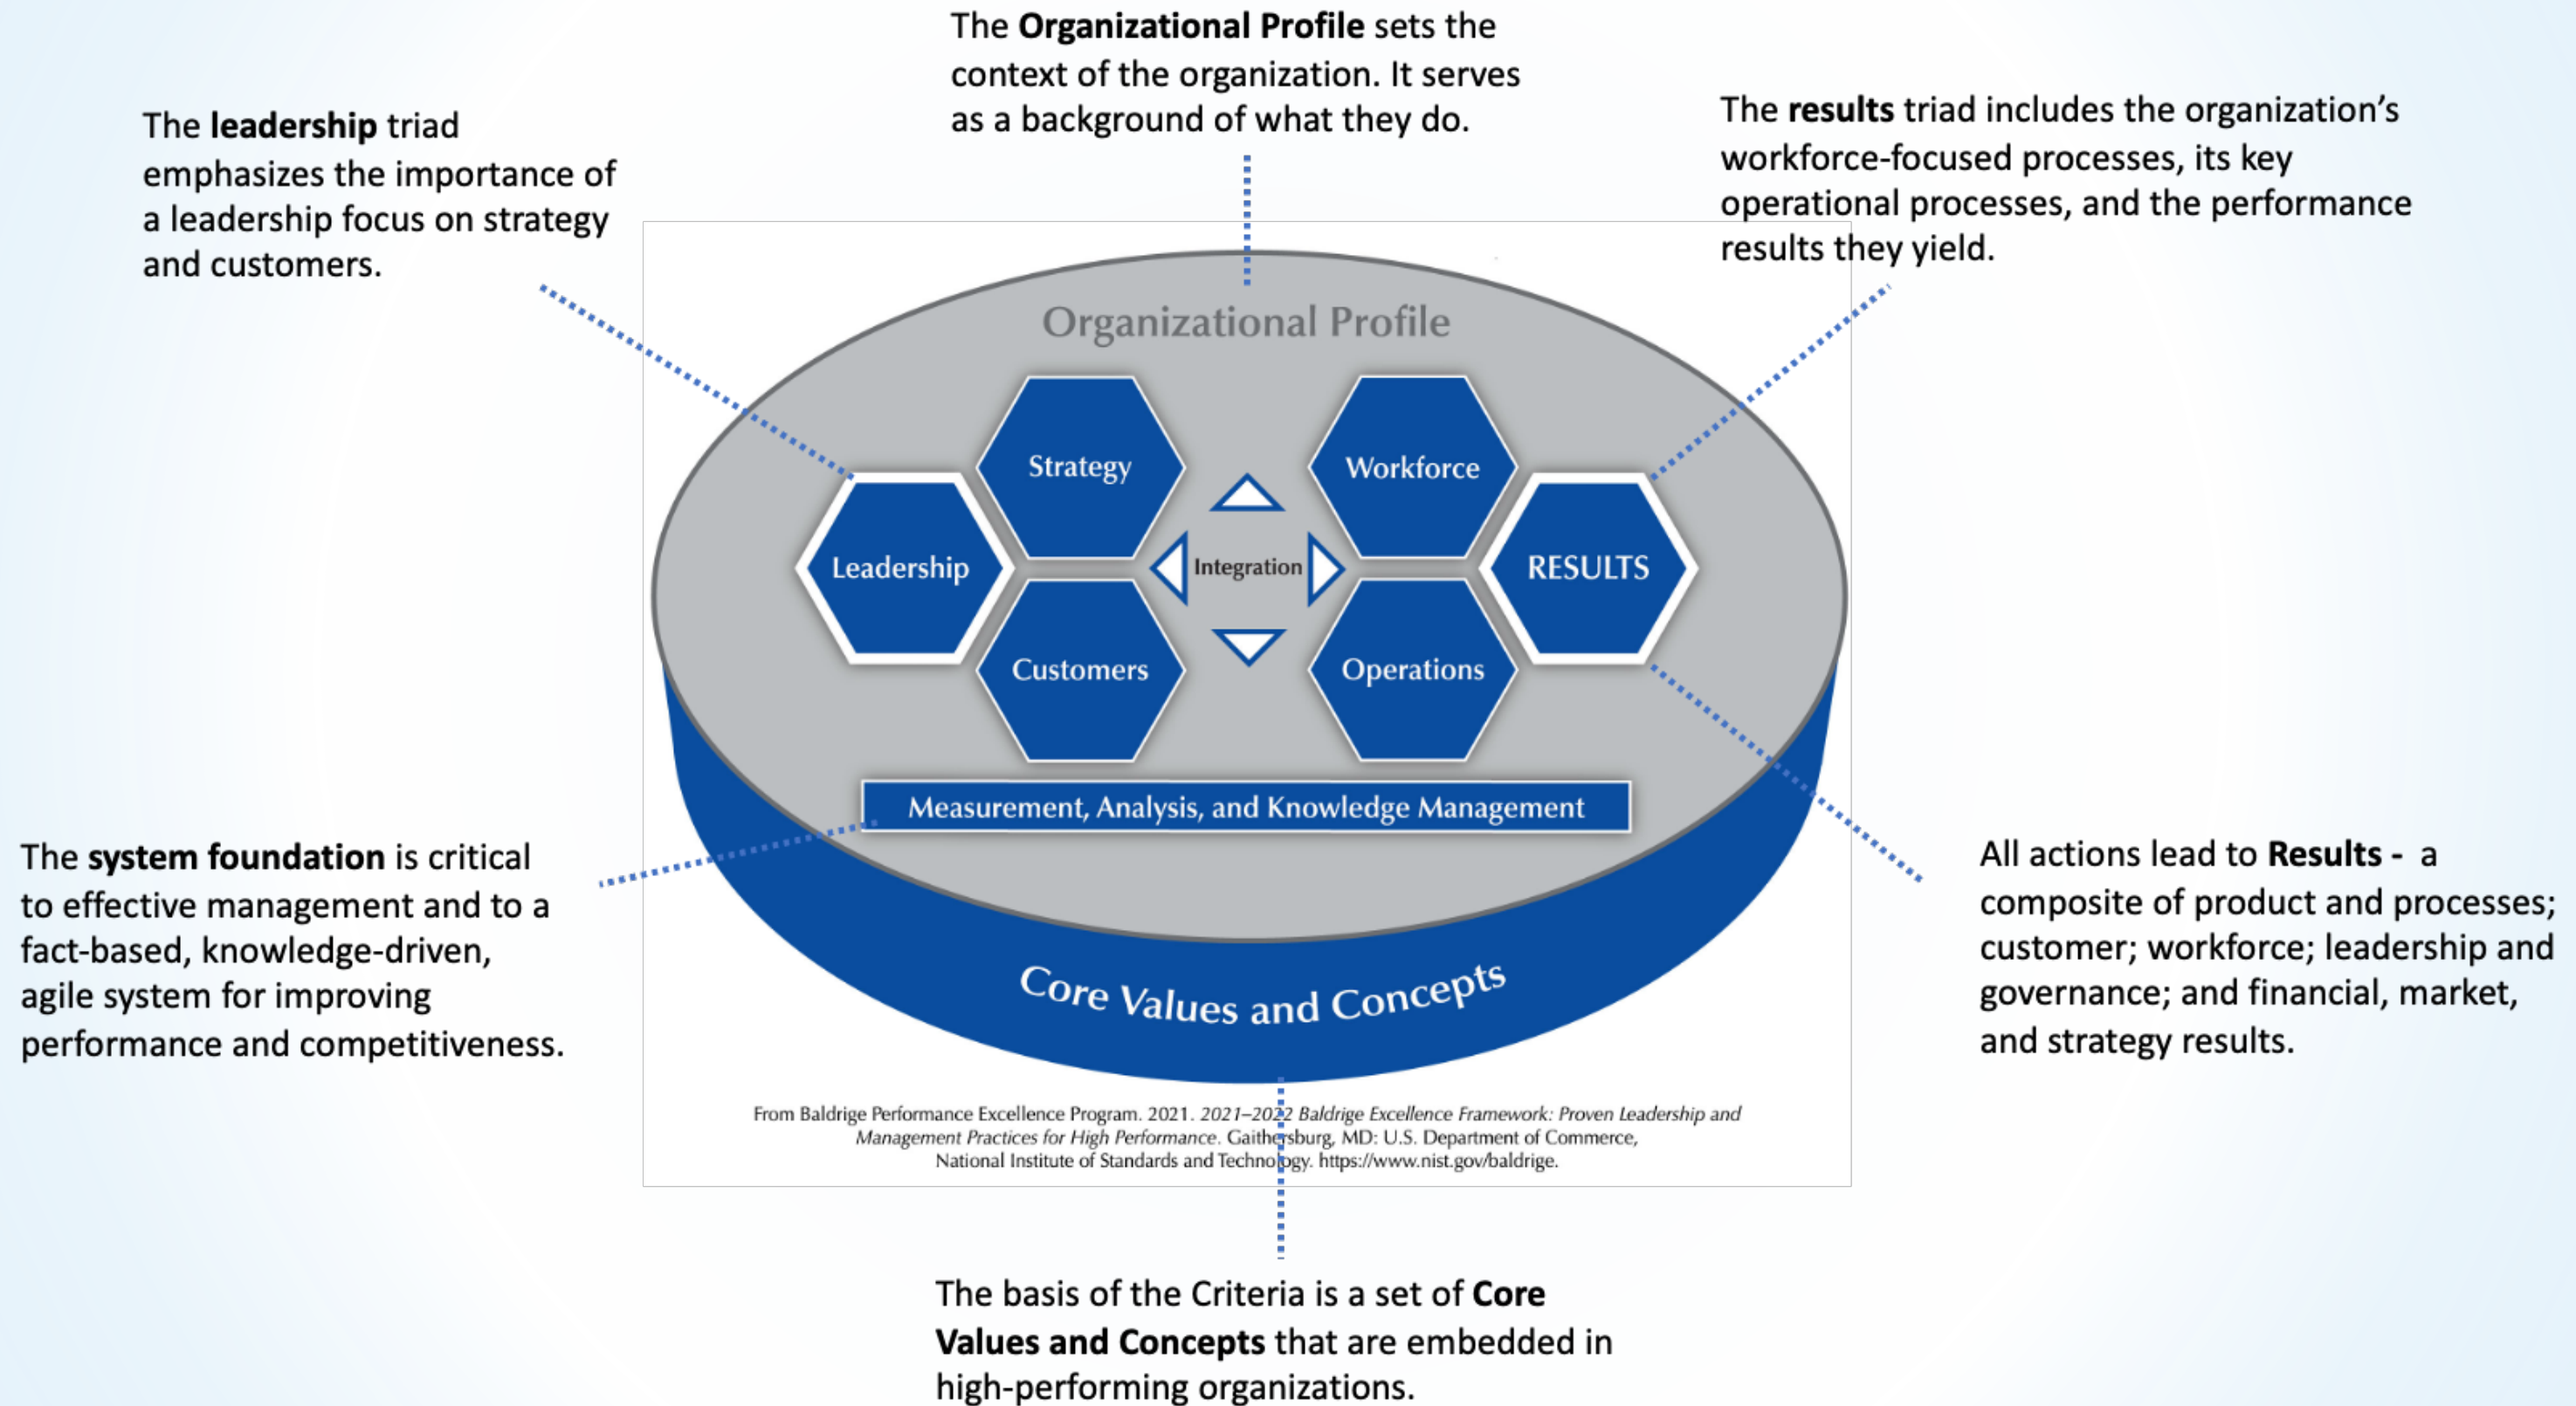 The Organizational Profile sets the
context of the organization. It serves
as a background of what they do.
The leadership triad
emphasizes the importance of
a leadership focus on strategy
and customers.
The results triad includes the organization’s
workforce-focused processes, its key
operational processes, and the performance
results they yield.
Organizational Profile
Strategy
Workforce
Leadership
Integration
RESULTS
Customers
Operations
Measurement, Analysis, and Knowledge Management
The system foundation is critical
to effective management and to a
fact-based, knowledge-driven,
agile system for improving
performance and competitiveness.
All actions lead to Results - a
composite of product and processes;
customer; workforce; leadership and
governance; and financial, market,
and strategy results.
Core Values and Concepts
From Baldrige Performance Excellence Program. 2021. 2021–2022 Baldrige Excellence Framework: Proven Leadership and
Management Practices for High Performance. Gaithersburg, MD: U.S. Department of Commerce,
National Institute of Standards and Technology. https://www.nist.gov/baldrige.
The basis of the Criteria is a set of Core
Values and Concepts that are embedded in
high-performing organizations.